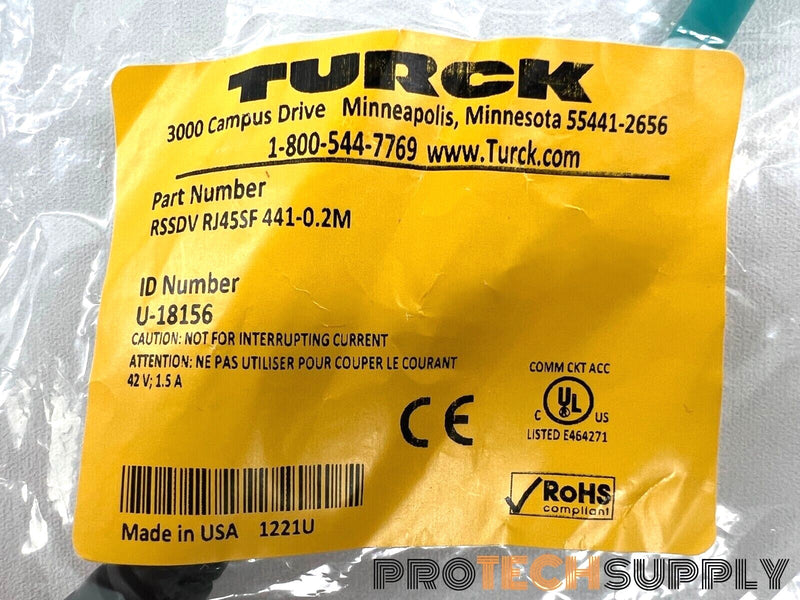 TURCK
3000 Campus Drive Minneapolis, Minnesota 55441-2656
1-800-544-7769 www.Turck.com
Part Number
RSSDV RJ45SF 441-0.2M
ID Number
U-18156
CAUTION: NOT FOR INTERRUPTING CURRENT
ATTENTION: NE PAS UTILISER POUR COUPER LE COURANT
42 V; 1.5 A
COMM CKT ACC
CE
C UL US
LISTED E464271
RoHS
compliant
Made in USA 1221U
PROTECHSUPPLY